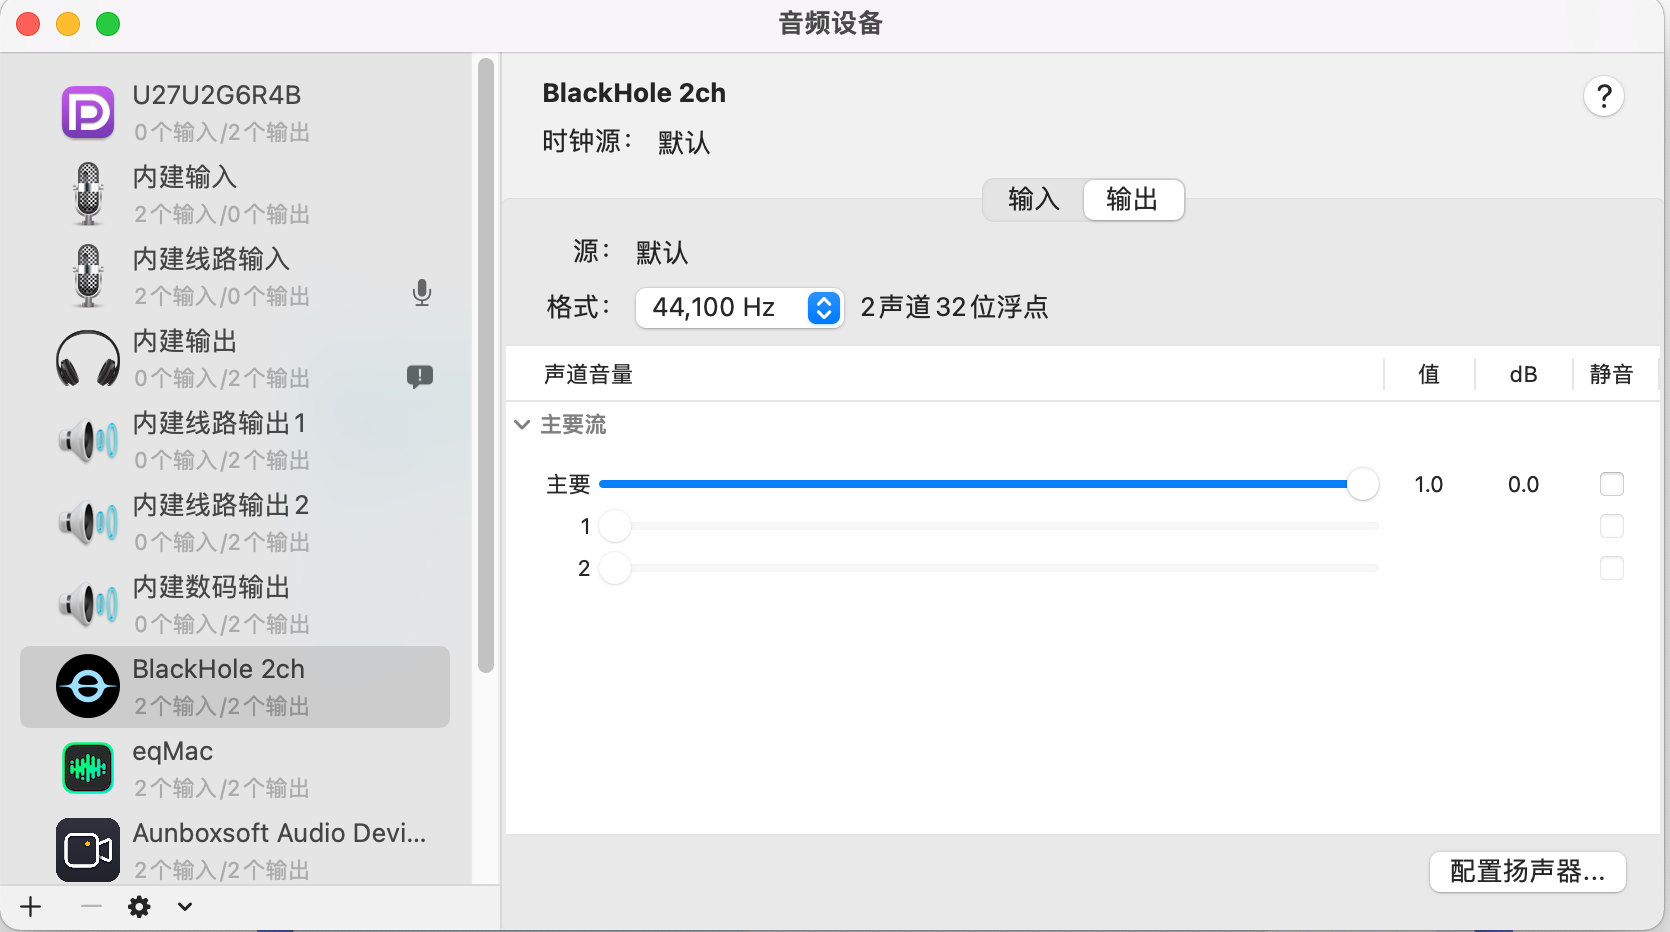 音频设备
U27U2G6R4B
0个输入/2个输出
内建输入
2个输入/0个输出
内建线路输入
2个输入/0个输出
内建输出
0个输入/2个输出
内建线路输出1
0个输入/2个输出
内建线路输出2
0个输入/2个输出
内建数码输出
0个输入/2个输出
BlackHole 2ch
2个输入/2个输出
eqMac
2个输入/2个输出
Aunboxsoft Audio Devi...
2个输入/2个输出
BlackHole 2ch
?
时钟源： 默认
输入 输出
源： 默认
格式： 44,100 Hz 2声道32位浮点
声道音量 值 dB 静音
主要流
主要 1.0 0.0
1
2
配置扬声器...